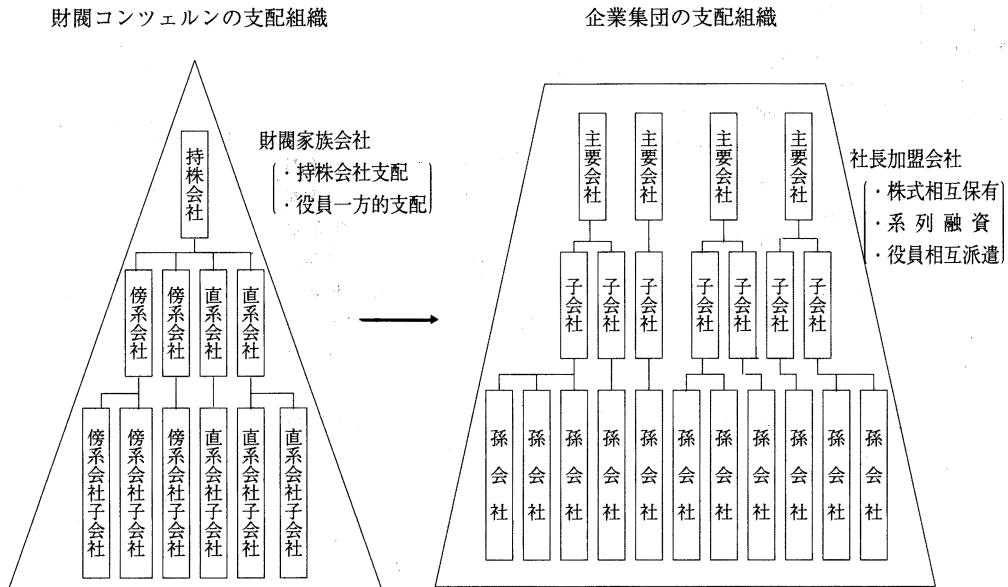 財閥コンツェルンの支配組織
持株会社
財閥家族会社
・持株会社支配
・役員一方的支配
傍系会社
傍系会社
直系会社
直系会社
傍系会社子会社
傍系会社子会社
傍系会社子会社
直系会社子会社
直系会社子会社
直系会社子会社
企業集団の支配組織
主要会社
主要会社
主要会社
主要会社
社長加盟会社
・株式相互保有
・系列融資
・役員相互派遣
子会社
子会社
子会社
子会社
子会社
子会社
子会社
孫会社
孫会社
孫会社
孫会社
孫会社
孫会社
孫会社
孫会社
孫会社
孫会社
孫会社